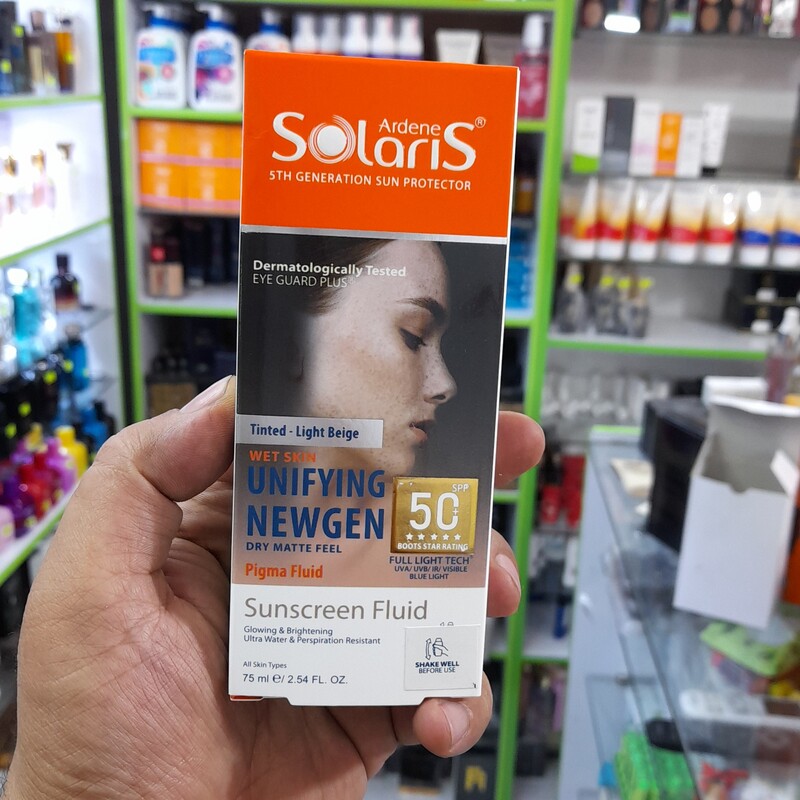 Ardene
SOLariS®
5TH GENERATION SUN PROTECTOR
Dermatologically Tested
EYE GUARD PLUS
Tinted - Light Beige
WET SKIN
UNIFYING
NEWGEN
DRY MATTE FEEL
Pigma Fluid
SPF
50+
BOOTS STAR RATING
FULL LIGHT TECH
UVA/ UVB/ IR/ VISIBLE
BLUE LIGHT
Sunscreen Fluid
Glowing & Brightening
Ultra Water & Perspiration Resistant
SHAKE WELL
BEFORE USE
All Skin Types
75 ml e/ 2.54 FL. OZ.